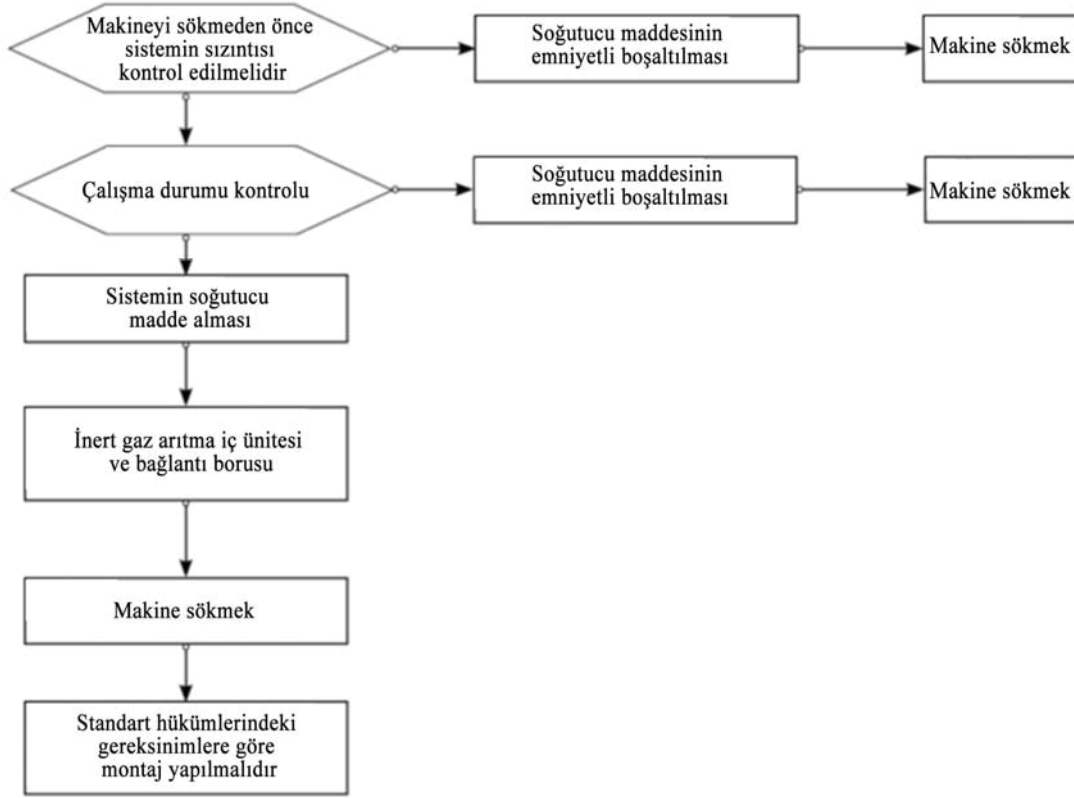 Makineyi sökmeden önce
sistemin sızıntısı
kontrol edilmelidir
Soğutucu maddesinin
emniyetli boşaltılması
Makine sökmek
Çalışma durumu kontrolu
Soğutucu maddesinin
emniyetli boşaltılması
Makine sökmek
Sistemin soğutucu
madde alması
İnert gaz arıtma iç ünitesi
ve bağlantı borusu
Makine sökmek
Standart hükümlerindeki
gereksinimlere göre
montaj yapılmalıdır